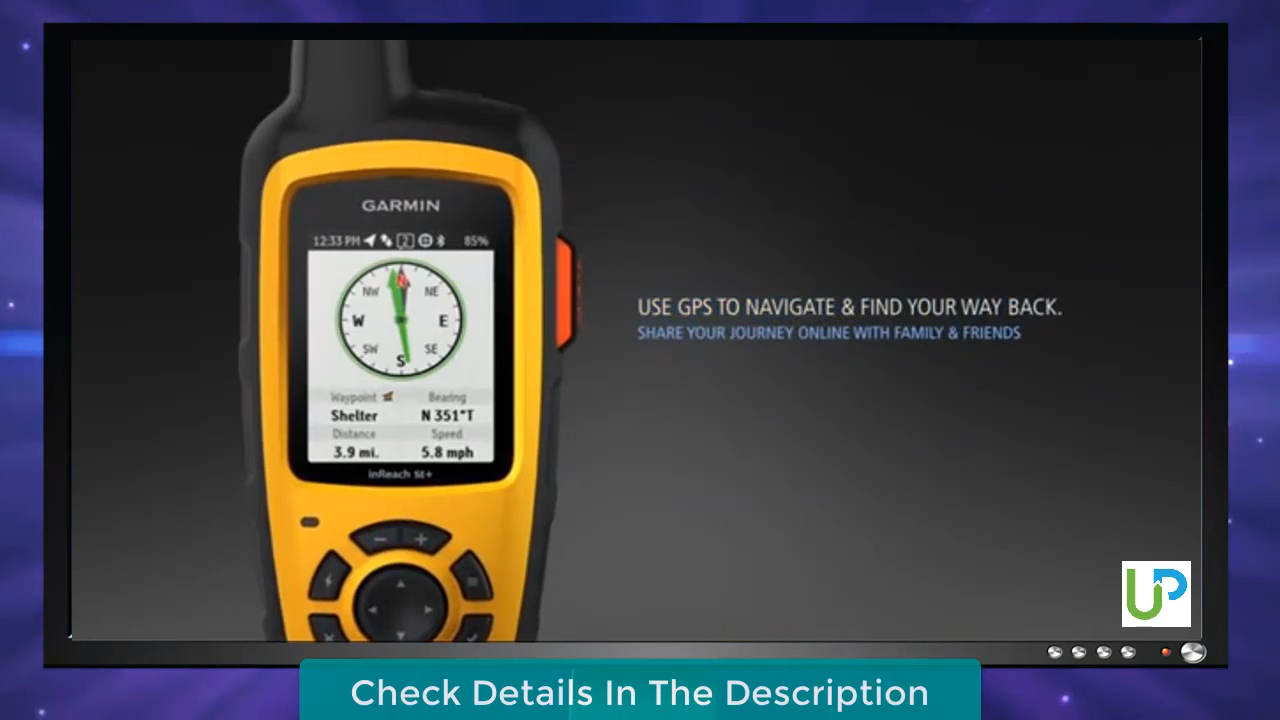 GARMIN
12:33 PM 2 85%
N
NW NE
W E
SW SE
S
Waypoint Bearing
Shelter N 351°T
Distance Speed
3.9 mi. 5.8 mph
inReach SE+
USE GPS TO NAVIGATE & FIND YOUR WAY BACK.
SHARE YOUR JOURNEY ONLINE WITH FAMILY & FRIENDS
UP
Check Details In The Description